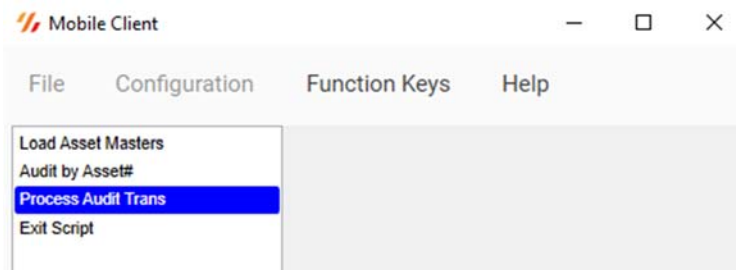 Mobile Client
File Configuration Function Keys Help
Load Asset Masters
Audit by Asset#
Process Audit Trans
Exit Script